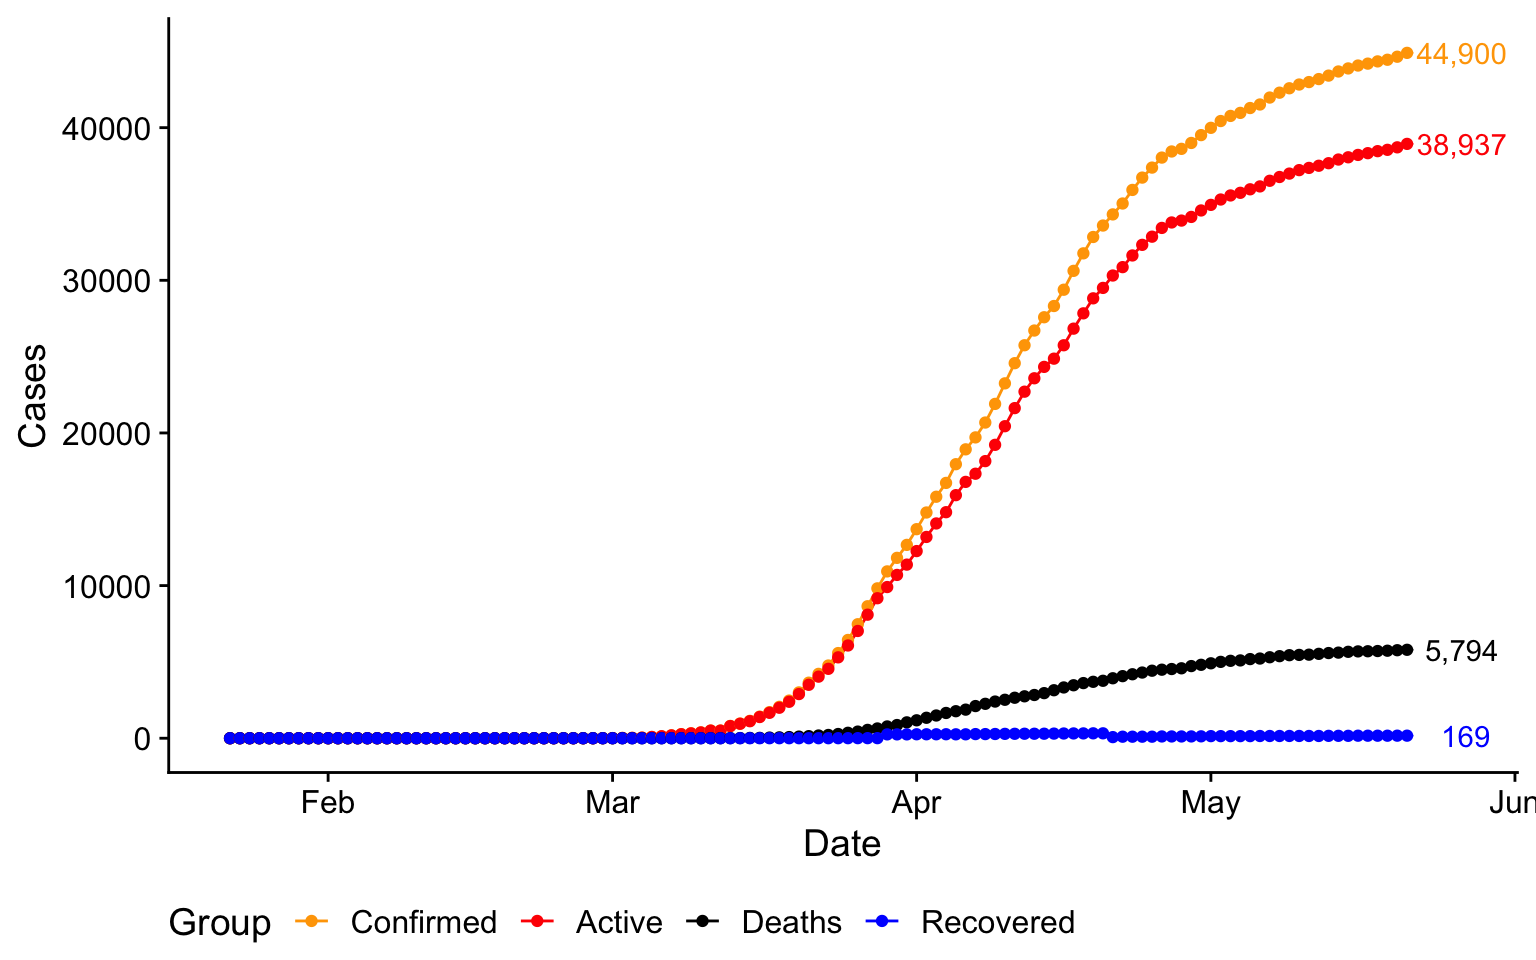 44,900
40000
38,937
30000
Cases
20000
10000
5,794
0
169
Feb Mar Apr May Jun
Date
Group Confirmed Active Deaths Recovered